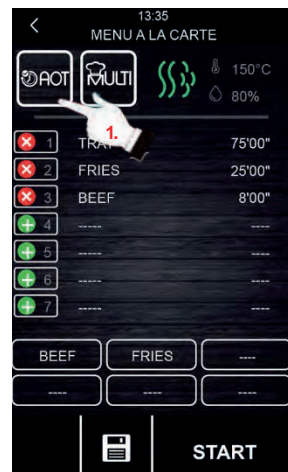 13:35
MENU A LA CARTE
AOT MULTI 150°C
80%
1.
1 75'00"
2 FRIES 25'00"
3 BEEF 8'00"
4 ----- ----
5 ----- ----
6 ----- ----
7 ----- ----
BEEF FRIES ----
---- ---- ----
START